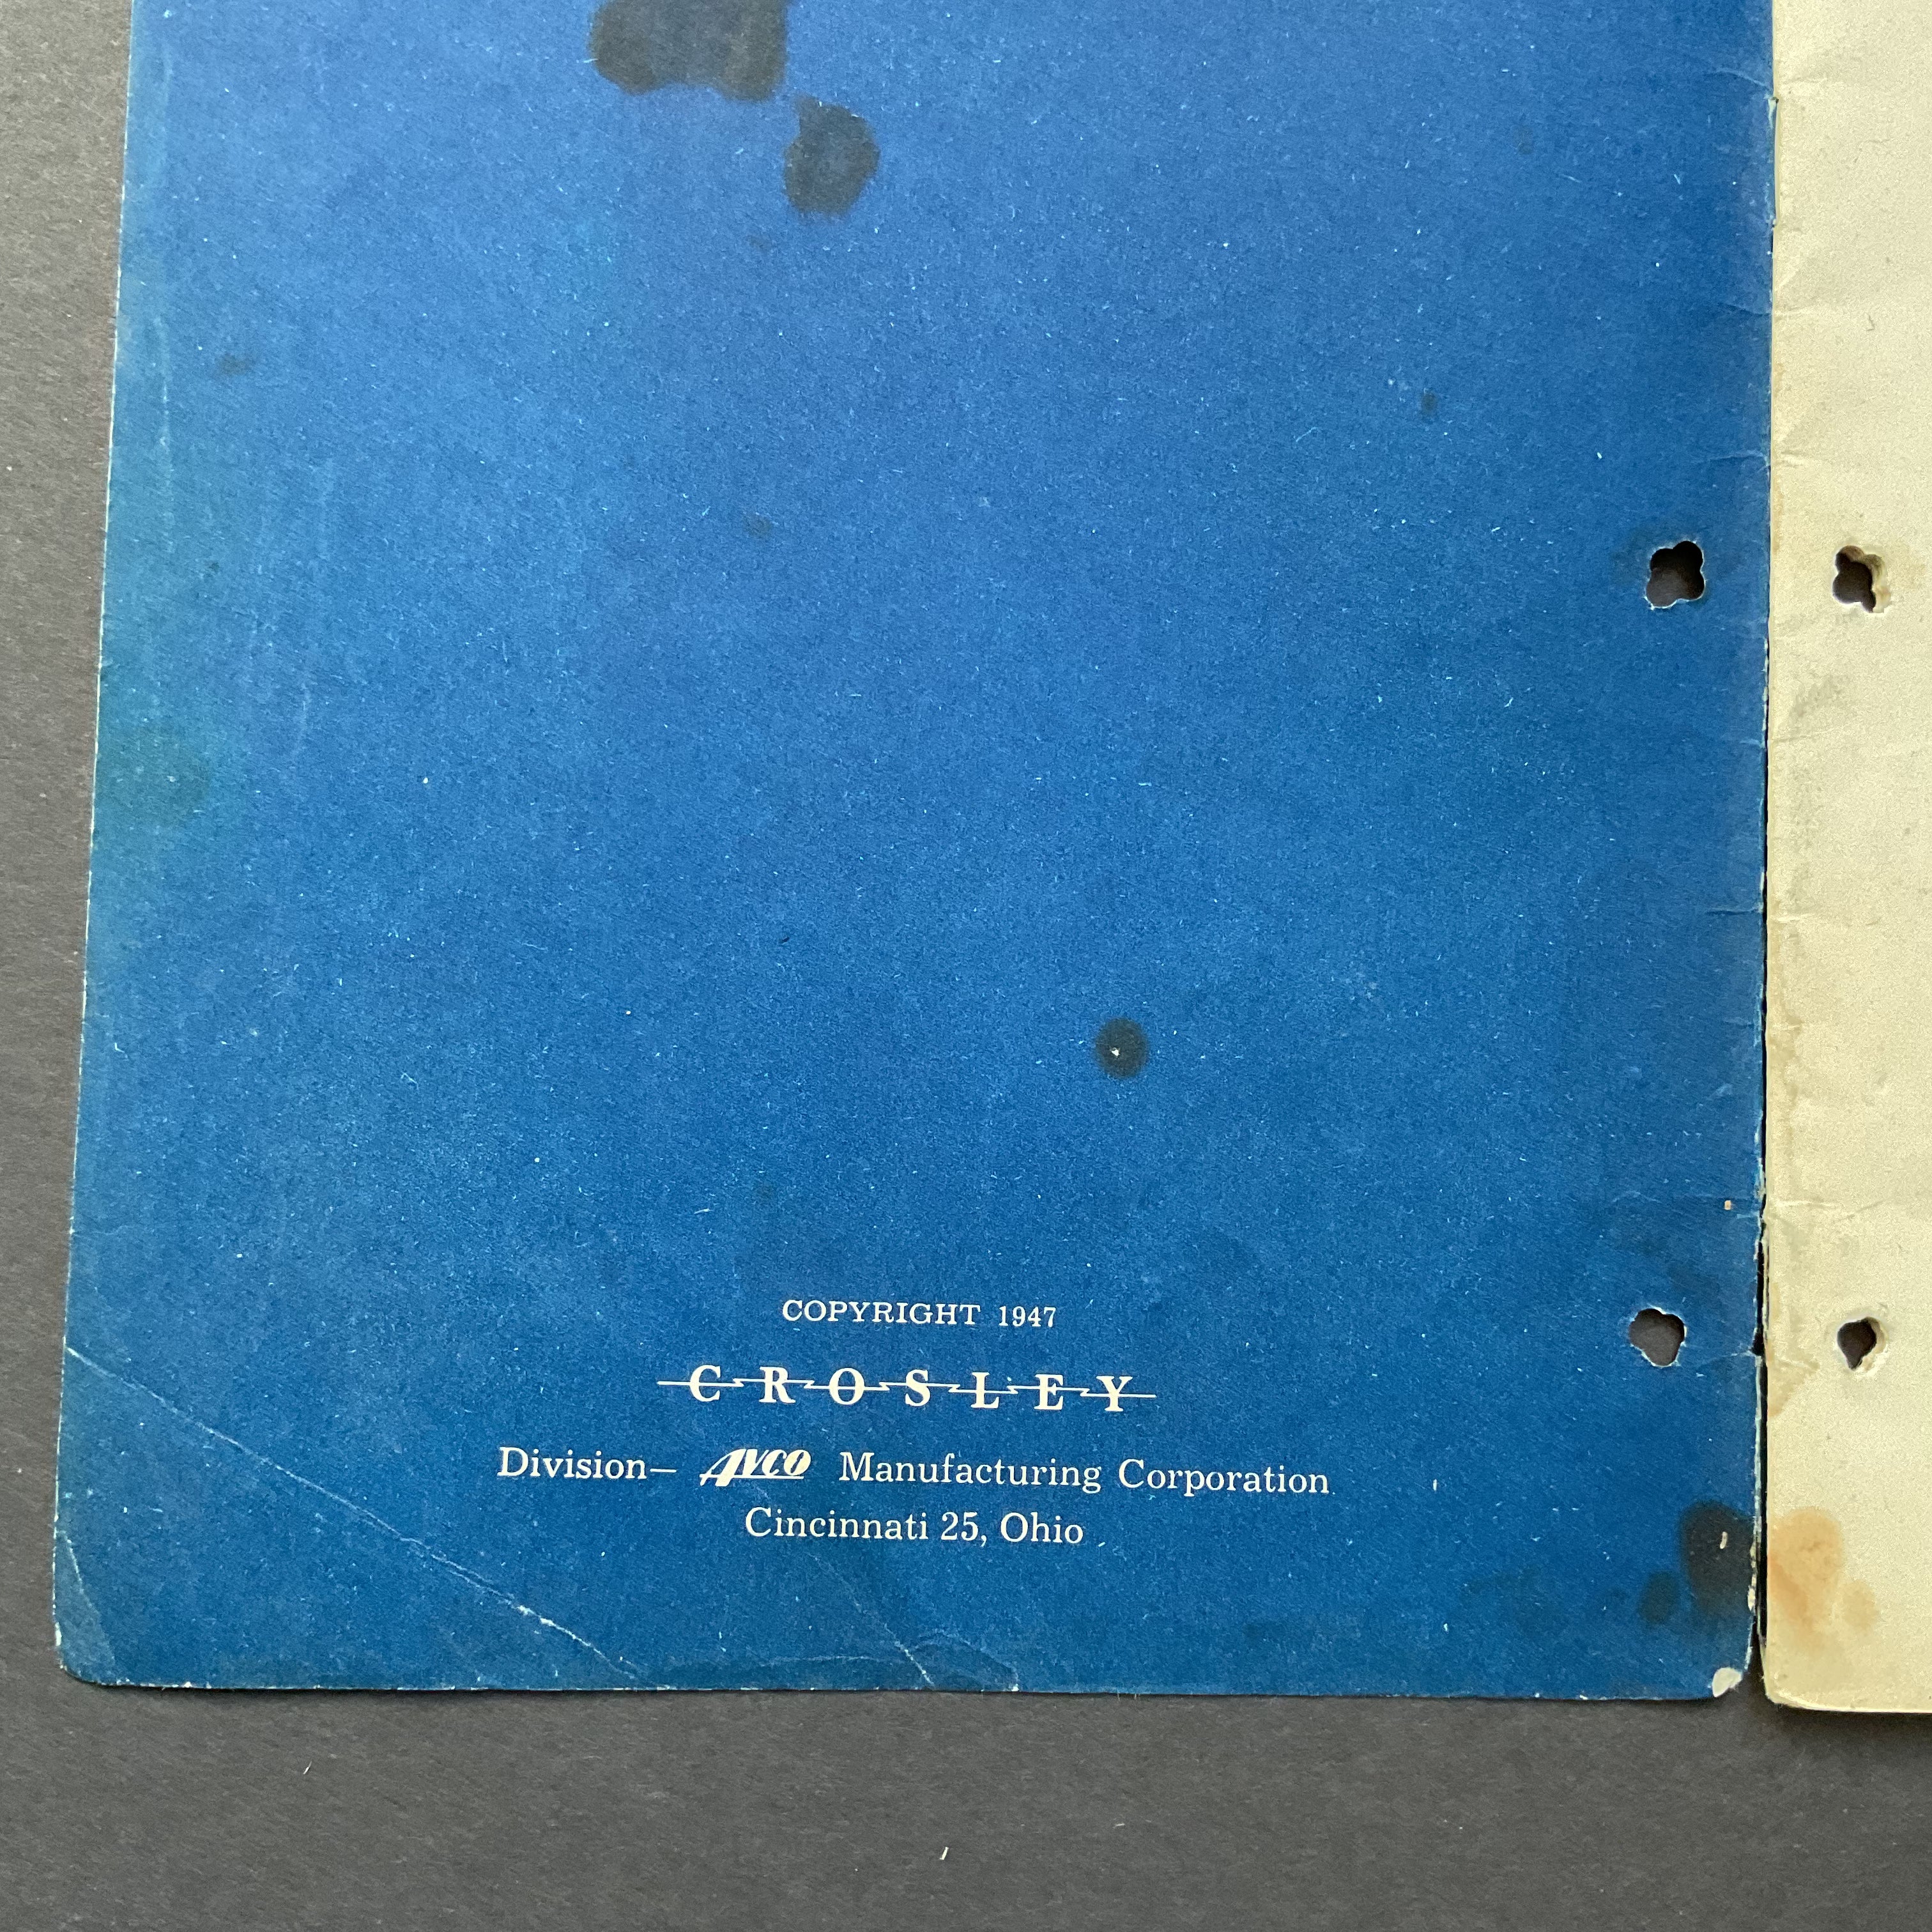 COPYRIGHT 1947
CROSLEY
Division– AVCO Manufacturing Corporation
Cincinnati 25, Ohio